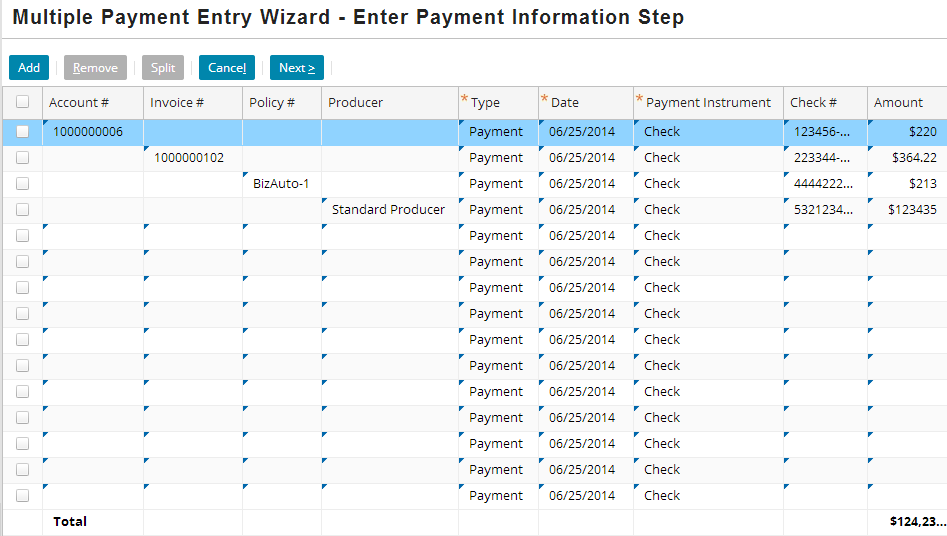 Multiple Payment Entry Wizard - Enter Payment Information Step
Add Remove Split Cancel Next >
Account # Invoice # Policy # Producer * Type * Date * Payment Instrument Check # Amount
1000000006 Payment 06/25/2014 Check 123456-... $220
1000000102 Payment 06/25/2014 Check 223344-... $364.22
BizAuto-1 Payment 06/25/2014 Check 4444222... $213
Standard Producer Payment 06/25/2014 Check 5321234... $123435
Payment 06/25/2014 Check
Payment 06/25/2014 Check
Payment 06/25/2014 Check
Payment 06/25/2014 Check
Payment 06/25/2014 Check
Payment 06/25/2014 Check
Payment 06/25/2014 Check
Payment 06/25/2014 Check
Payment 06/25/2014 Check
Payment 06/25/2014 Check
Payment 06/25/2014 Check
Total $124,23...